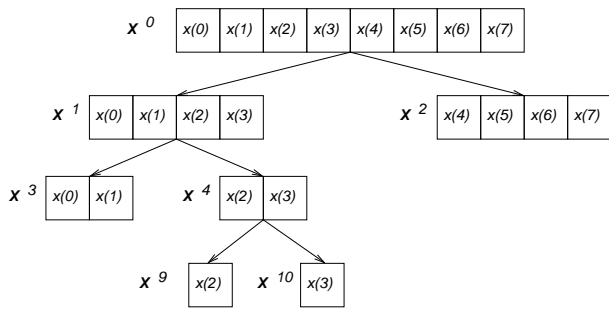 X 0 x(0) x(1) x(2) x(3) x(4) x(5) x(6) x(7)
X 1 x(0) x(1) x(2) x(3) X 2 x(4) x(5) x(6) x(7)
X 3 x(0) x(1) X 4 x(2) x(3)
X 9 x(2) X 10 x(3)